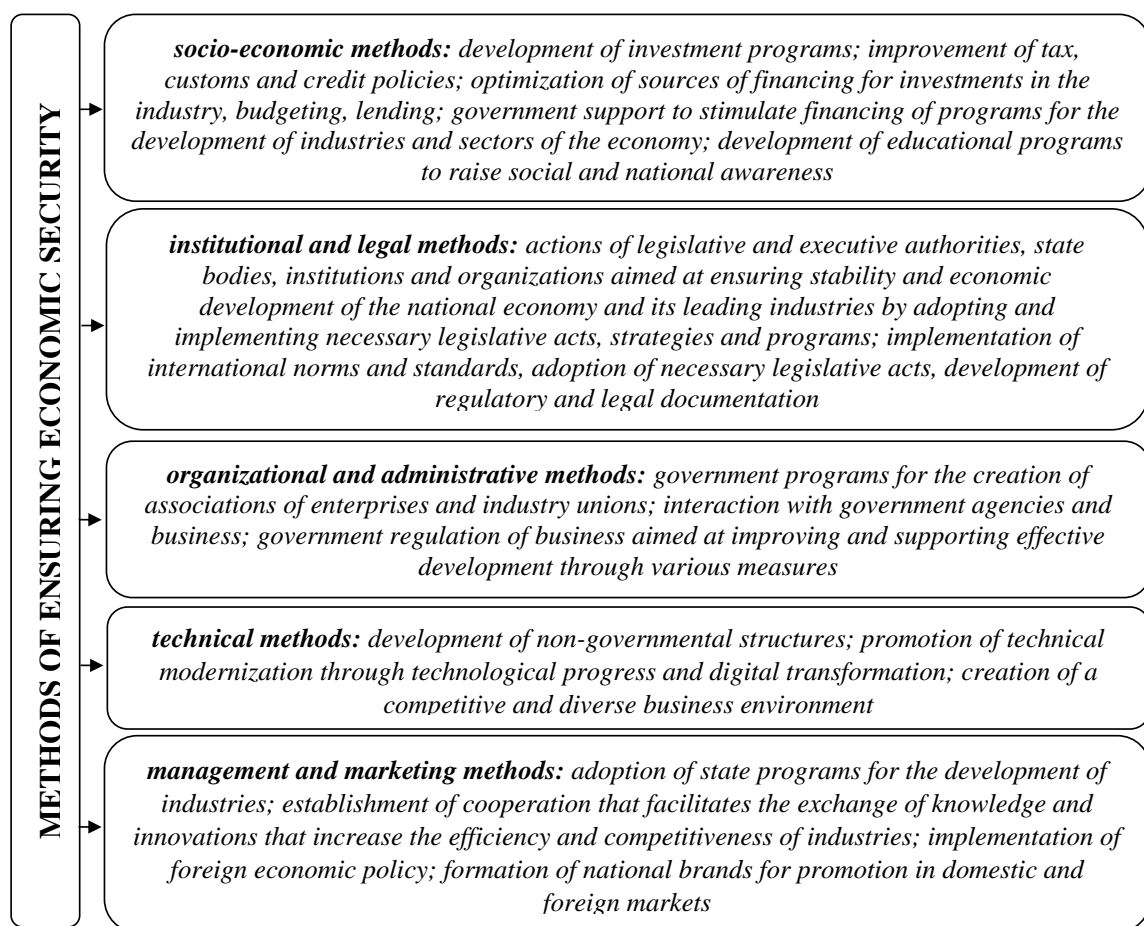 METHODS OF ENSURING ECONOMIC SECURITY
socio-economic methods: development of investment programs; improvement of tax,
customs and credit policies; optimization of sources of financing for investments in the
industry, budgeting, lending; government support to stimulate financing of programs for the
development of industries and sectors of the economy; development of educational programs
to raise social and national awareness
institutional and legal methods: actions of legislative and executive authorities, state
bodies, institutions and organizations aimed at ensuring stability and economic
development of the national economy and its leading industries by adopting and
implementing necessary legislative acts, strategies and programs; implementation of
international norms and standards, adoption of necessary legislative acts, development of
regulatory and legal documentation
organizational and administrative methods: government programs for the creation of
associations of enterprises and industry unions; interaction with government agencies and
business; government regulation of business aimed at improving and supporting effective
development through various measures
technical methods: development of non-governmental structures; promotion of technical
modernization through technological progress and digital transformation; creation of a
competitive and diverse business environment
management and marketing methods: adoption of state programs for the development of
industries; establishment of cooperation that facilitates the exchange of knowledge and
innovations that increase the efficiency and competitiveness of industries; implementation of
foreign economic policy; formation of national brands for promotion in domestic and
foreign markets